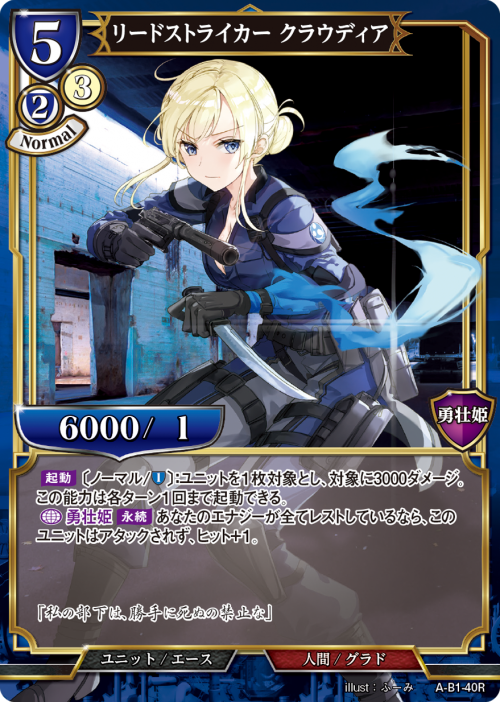 リードストライカー クラウディア
5
2
3
Normal
6000/ 1
勇壮姫
起動 〔ノーマル/1〕:ユニットを1枚対象とし、対象に3000ダメージ。
この能力は各ターン1回まで起動できる。
勇壮姫 永続 あなたのエナジーが全てレストしているなら、この
ユニットはアタックされず、ヒット+1。
「私の部下は、勝手に死ぬの禁止な」
ユニット / エース
人間 / グラド
illust : ふーみ A-B1-40R